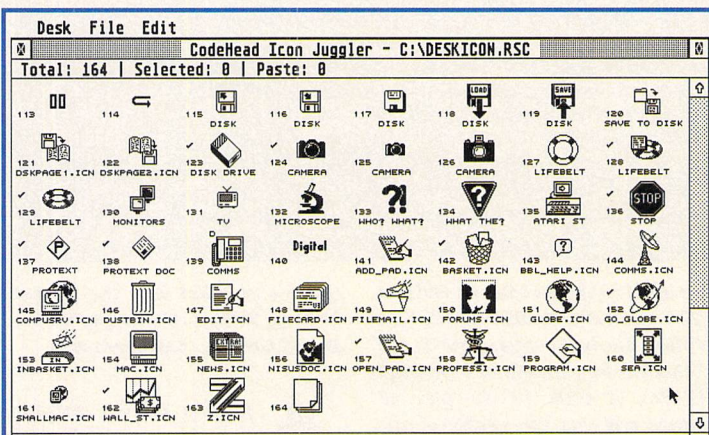 Desk File Edit
CodeHead Icon Juggler - C:\DESKICON.RSC
Total: 164 | Selected: 0 | Paste: 0
113 114 115 DISK 116 DISK 117 DISK LOAD 118 DISK SAVE 119 DISK 120 SAVE TO DISK
121 DSKPAGE1.ICN 122 DSKPAGE2.ICN 123 DISK DRIVE 124 CAMERA 125 CAMERA 126 CAMERA 127 LIFEBELT 128 LIFEBELT
129 LIFEBELT 130 MONITORS 131 TV 132 MICROSCOPE 133 WHO? WHAT? 134 WHAT THE? 135 ATARI ST STOP 136 STOP
P 137 PROTEXT 138 PROTEXT DOC 139 COMMS Digital 140 141 ADD_PAD.ICN 142 BASKET.ICN 143 BBL_HELP.ICN 144 COMMS.ICN
145 COMPUSRV.ICN 146 DUSTBIN.ICN 147 EDIT.ICN 148 FILECARD.ICN 149 FILEMAIL.ICN 150 FORUMS.ICN 151 GLOBE.ICN 152 GO_GLOBE.ICN
IN 153 INBASKET.ICN 154 MAC.ICN EXTRA! 155 NEWS.ICN 156 NISUSDOC.ICN 157 OPEN_PAD.ICN 158 PROFESSI.ICN 159 PROGRAM.ICN 160 SEA.ICN
161 SMALLMAC.ICN $ 162 WALL_ST.ICN 163 Z.ICN 164